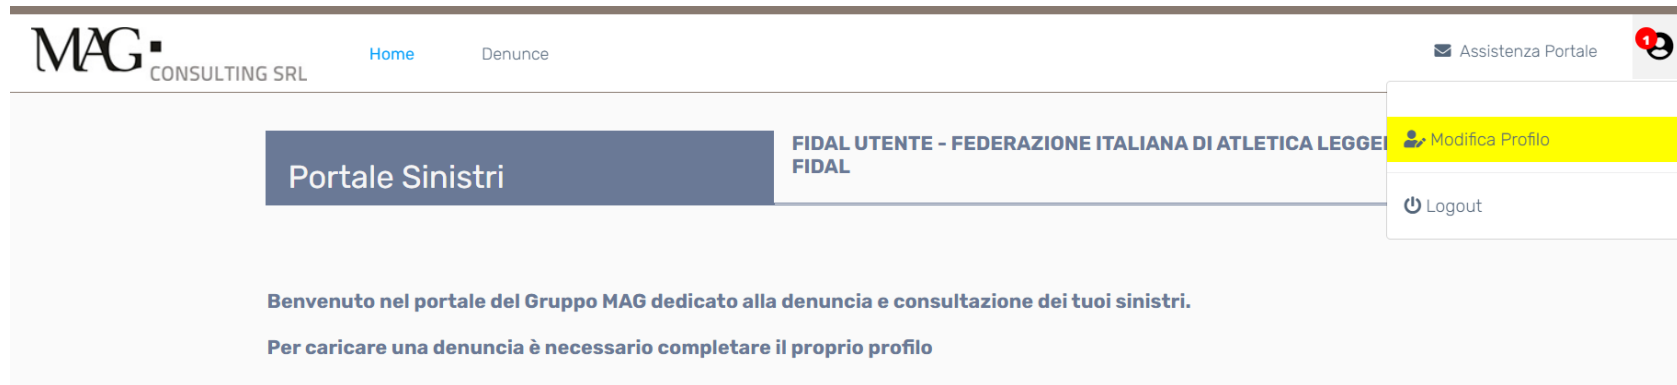 MAG CONSULTING SRL
Home
Denunce
Assistenza Portale
1
Modifica Profilo
Logout
Portale Sinistri
FIDAL UTENTE - FEDERAZIONE ITALIANA DI ATLETICA
FIDAL
Benvenuto nel portale del Gruppo MAG dedicato alla denuncia e consultazione dei tuoi sinistri.
Per caricare una denuncia è necessario completare il proprio profilo